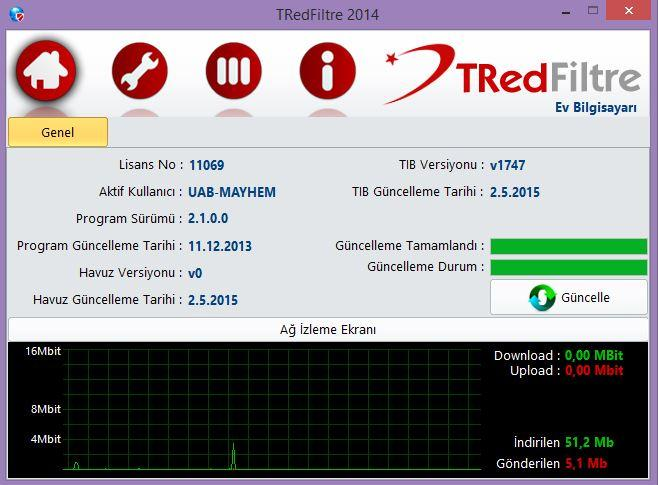 TRedFiltre 2014
TRedFiltre
Ev Bilgisayarı
Genel
Lisans No : 11069
Aktif Kullanıcı : UAB-MAYHEM
Program Sürümü : 2.1.0.0
Program Güncelleme Tarihi : 11.12.2013
Havuz Versiyonu : v0
Havuz Güncelleme Tarihi : 2.5.2015
TIB Versiyonu : v1747
TIB Güncelleme Tarihi : 2.5.2015
Güncelleme Tamamlandı :
Güncelleme Durum :
Güncelle
Ağ İzleme Ekranı
16Mbit
8Mbit
4Mbit
Download : 0,00 MBit
Upload : 0,00 Mbit
İndirilen 51,2 Mb
Gönderilen 5,1 Mb